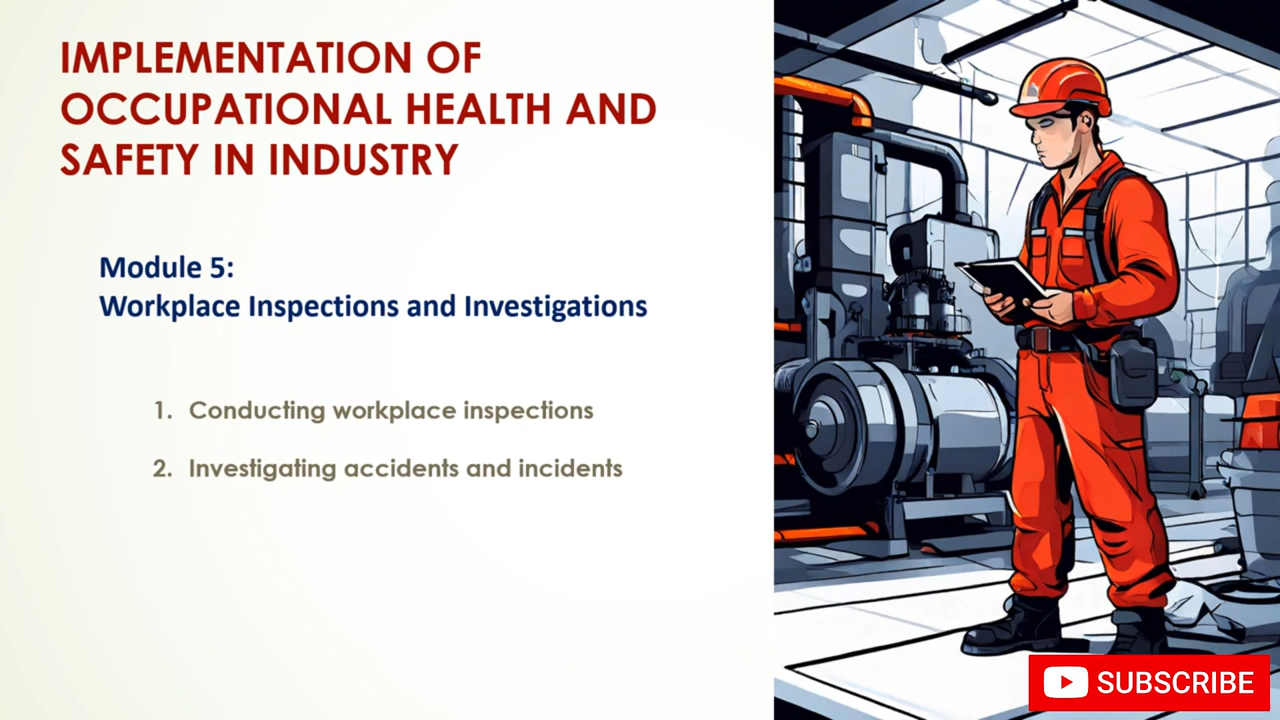 IMPLEMENTATION OF
OCCUPATIONAL HEALTH AND
SAFETY IN INDUSTRY
Module 5:
Workplace Inspections and Investigations
1. Conducting workplace inspections
2. Investigating accidents and incidents
SUBSCRIBE